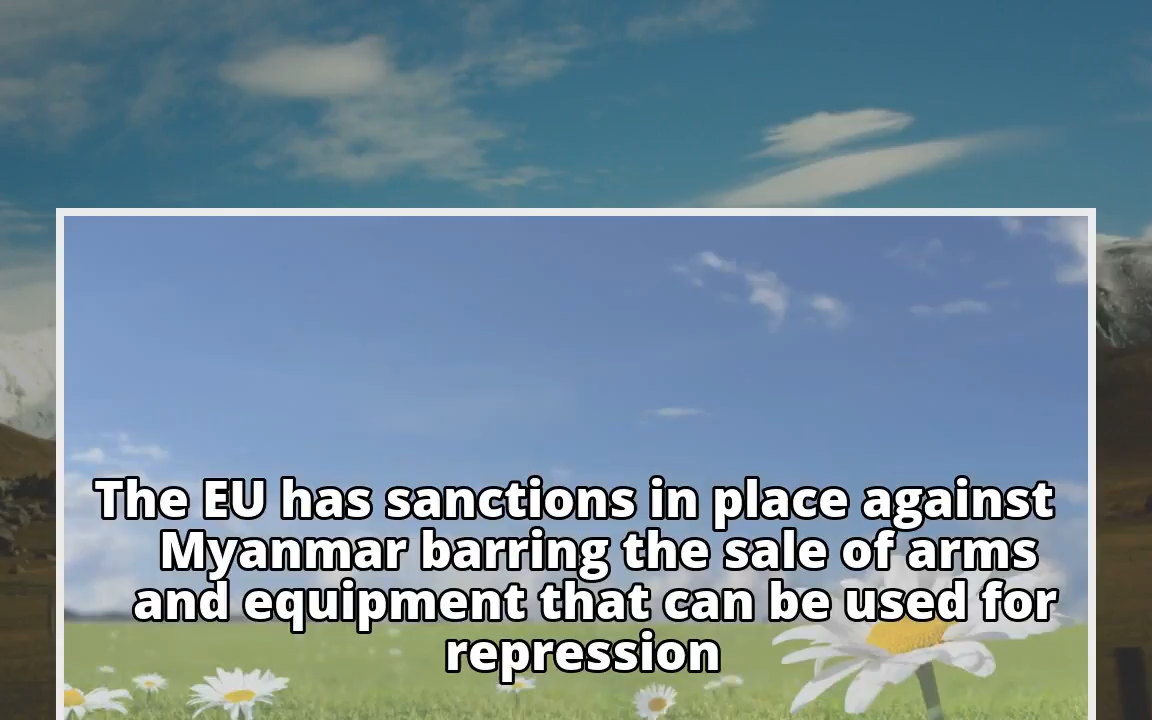 The EU has sanctions in place against
Myanmar barring the sale of arms
and equipment that can be used for
repression